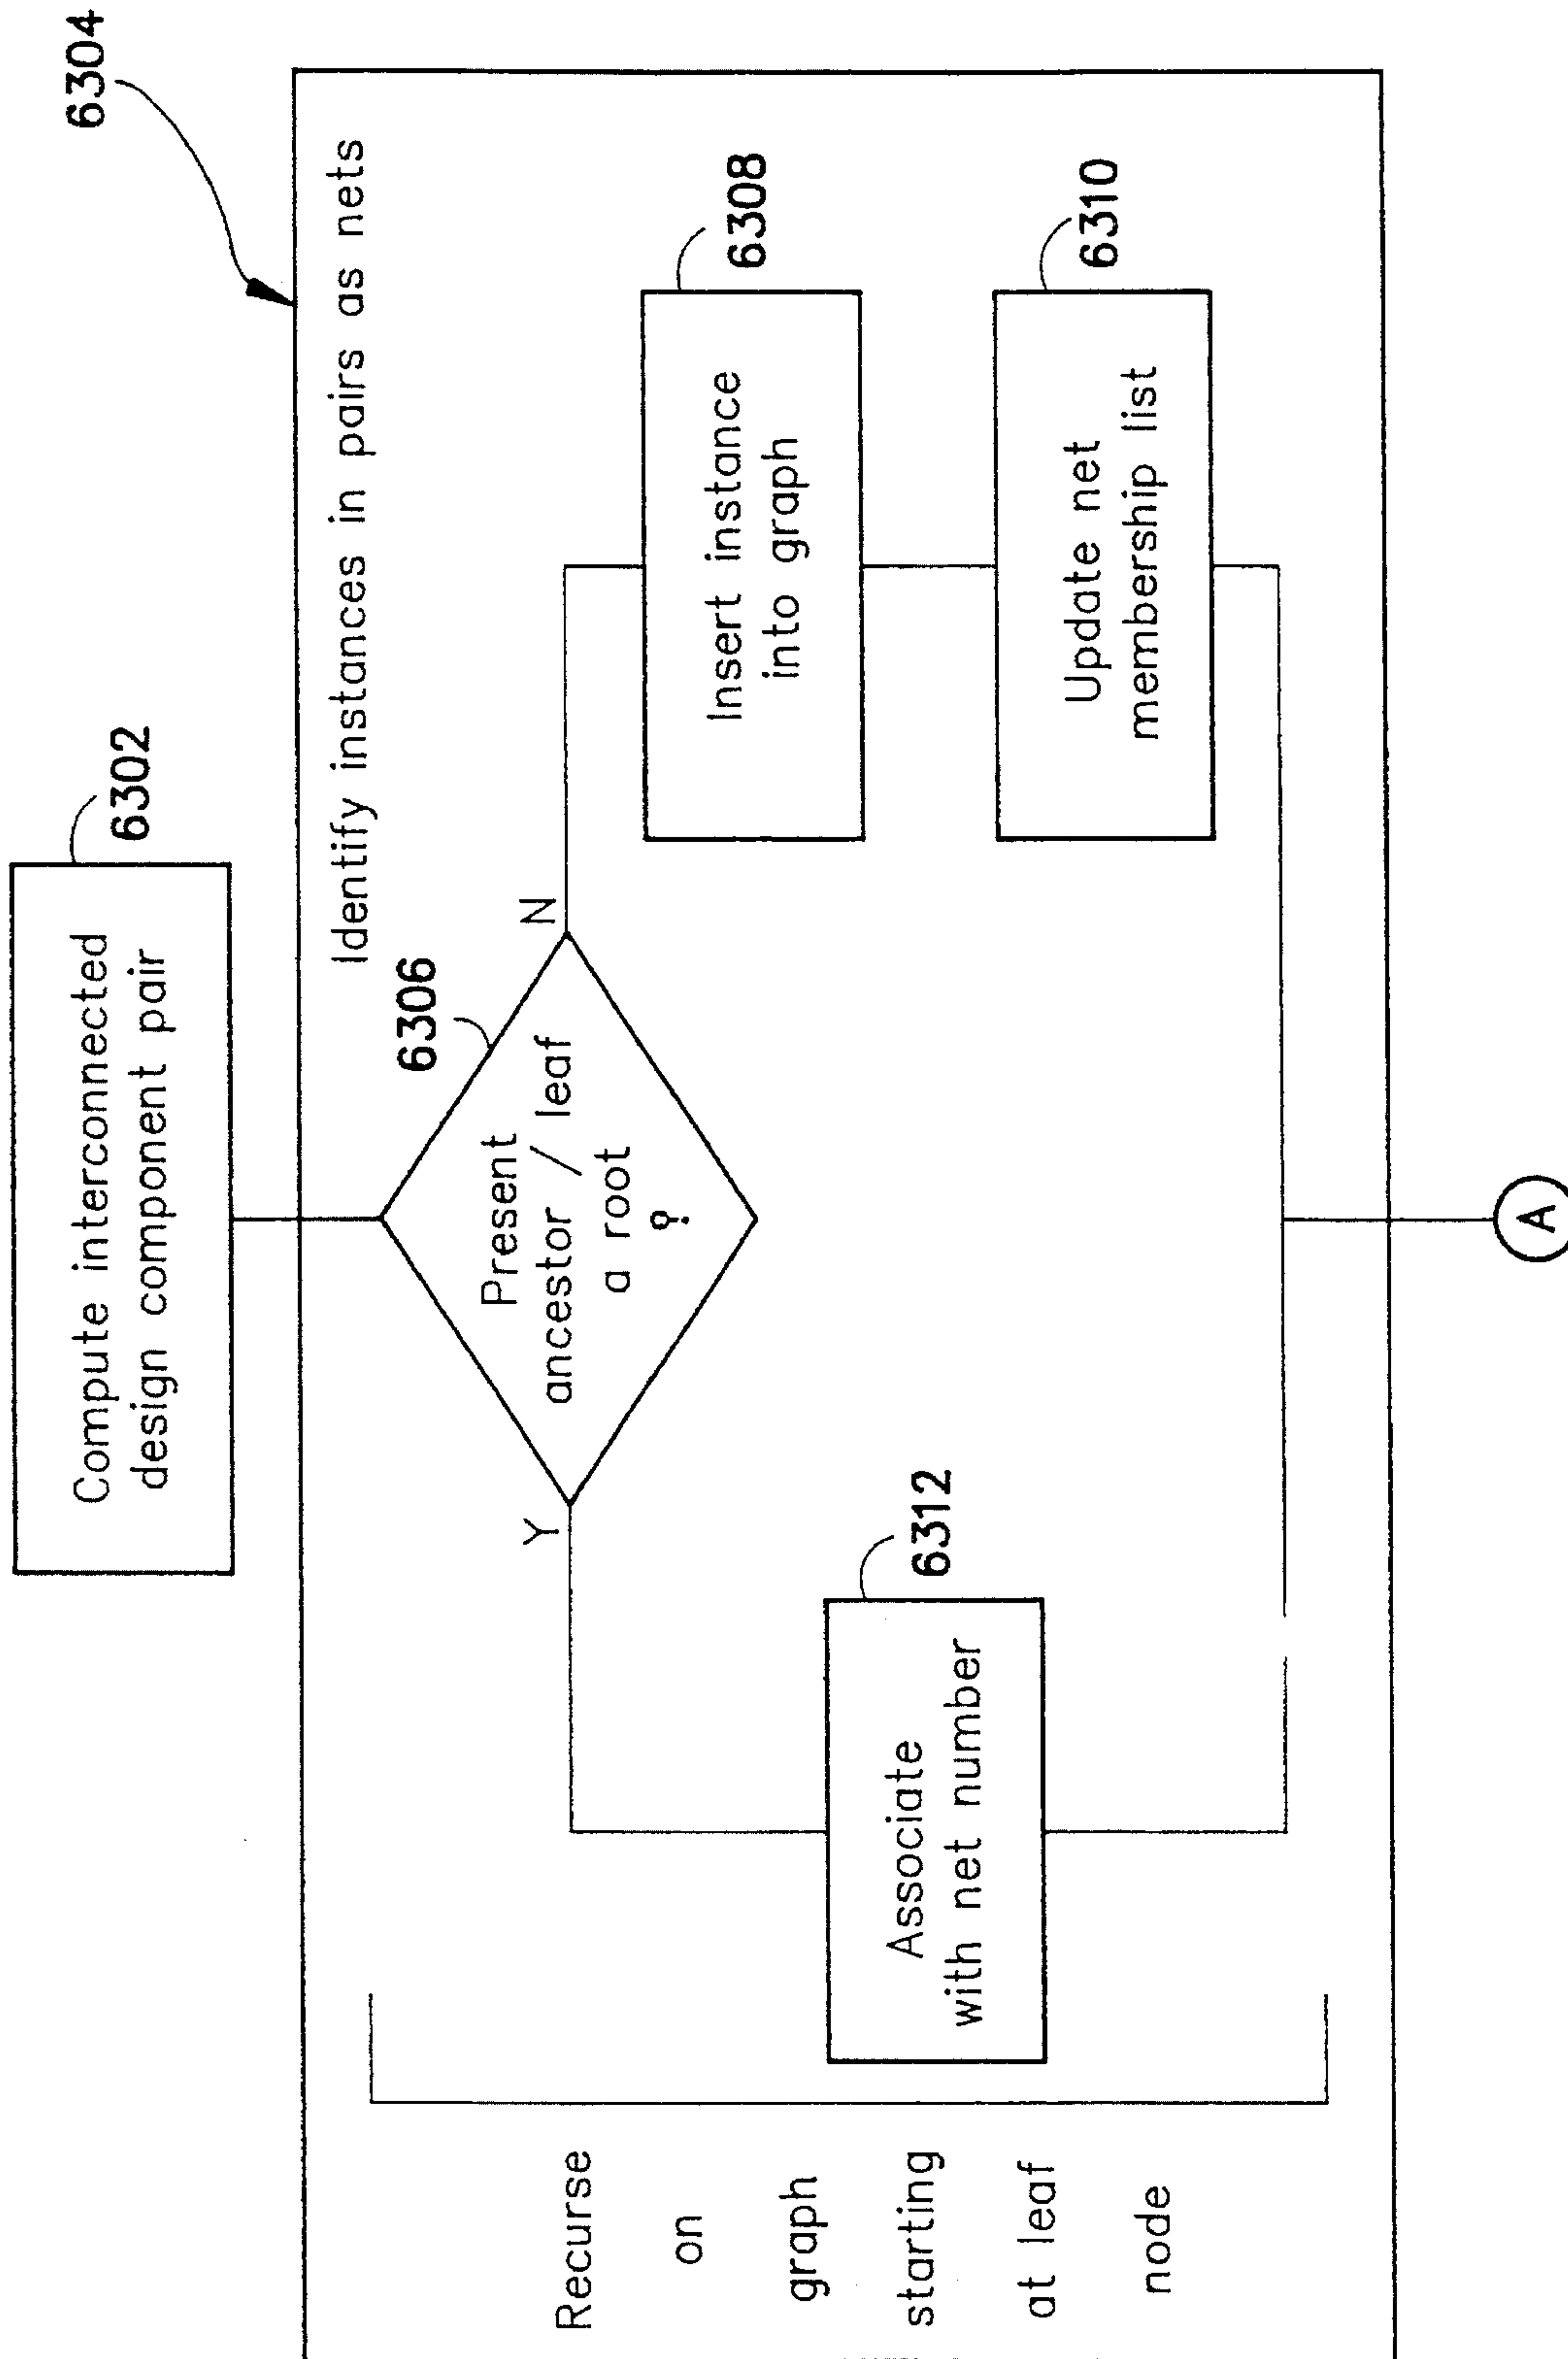 Compute interconnected
design component pair
6302
6304
Identify instances in pairs as nets
6306
Present
ancestor / leaf
a root
?
Y
N
6308
Insert instance
into graph
6310
Update net
membership list
6312
Associate
with net number
Recurse
on
graph
starting
at leaf
node
A